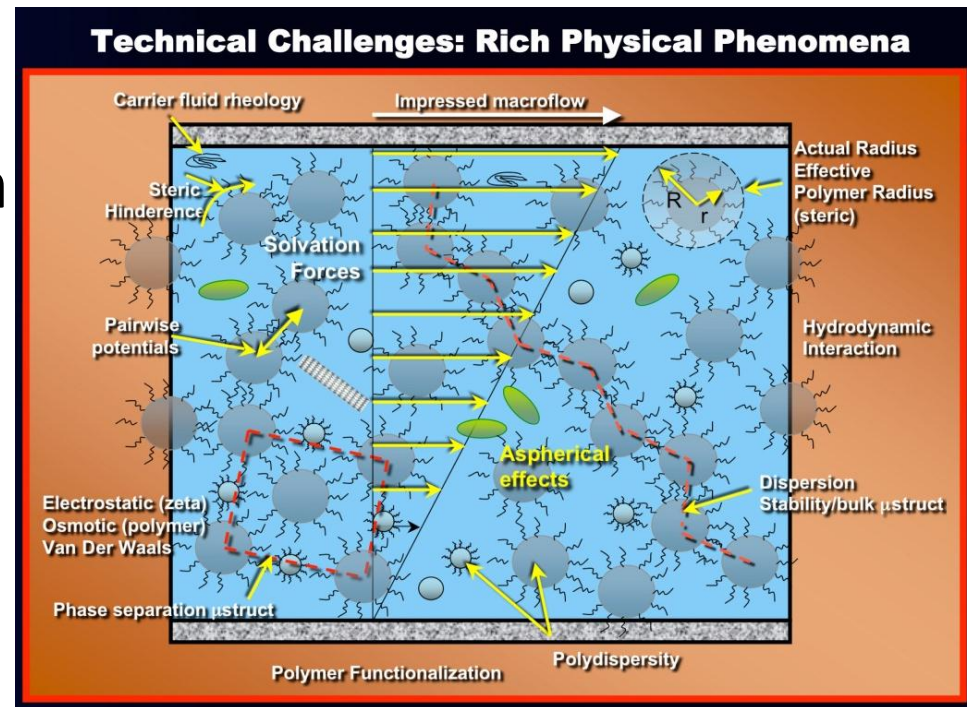 Technical Challenges: Rich Physical Phenomena
Carrier fluid rheology
Impressed macroflow
Steric
Hinderence
Solvation
Forces
R
r
Actual Radius
Effective
Polymer Radius
(steric)
Pairwise
potentials
Hydrodynamic
Interaction
Aspherical
effects
Electrostatic (zeta)
Osmotic (polymer)
Van Der Waals
Dispersion
Stability/bulk μstruct
Phase separation μstruct
Polymer Functionalization
Polydispersity